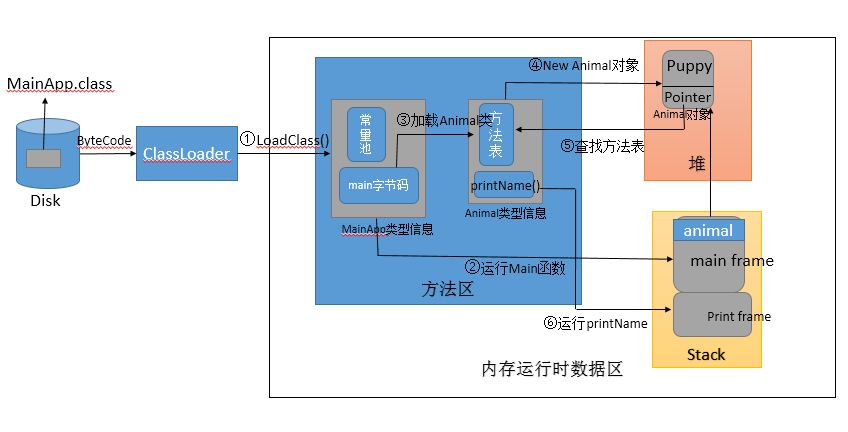 MainApp.class
ByteCode
Disk
ClassLoader
①LoadClass()
常量池
main字节码
MainApp类型信息
③加载Animal类
方法表
printName()
Animal类型信息
②运行Main函数
方法区
④New Animal对象
Puppy
Pointer
Animal对象
⑤查找方法表
堆
animal
main frame
Print frame
Stack
⑥运行printName
内存运行时数据区